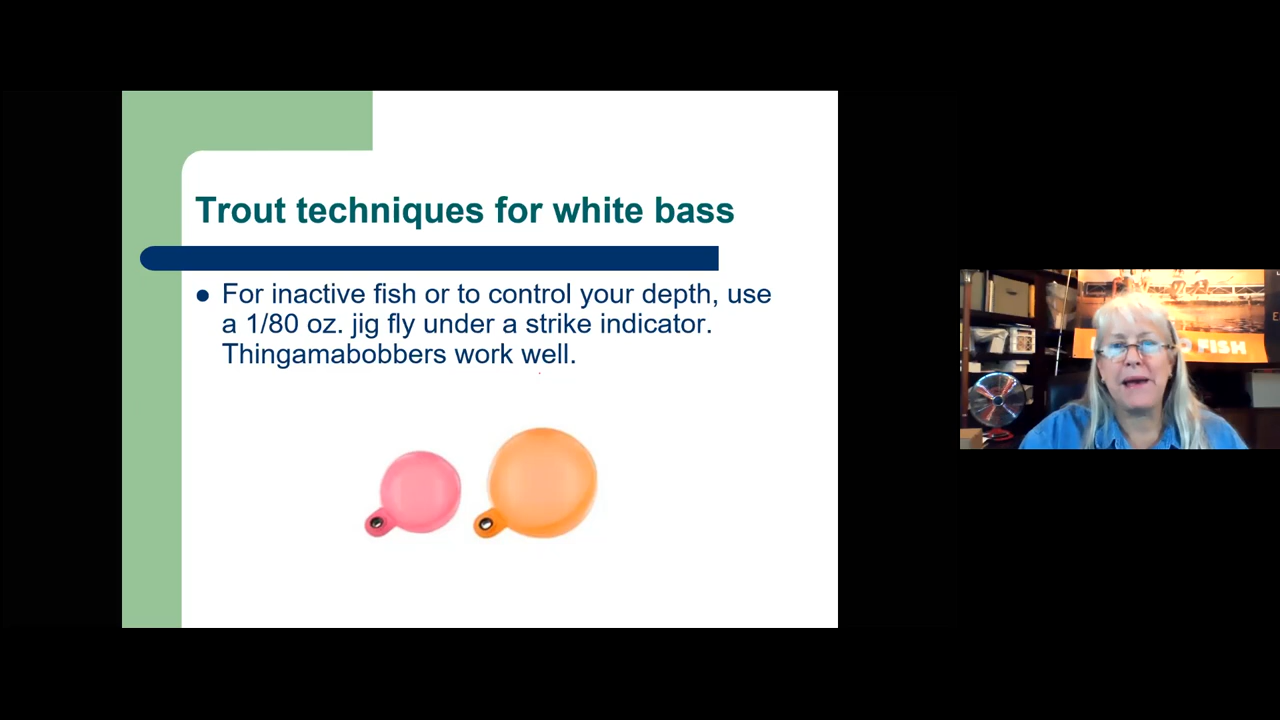 Trout techniques for white bass
● For inactive fish or to control your depth, use
a 1/80 oz. jig fly under a strike indicator.
Thingamabobbers work well.
FISH